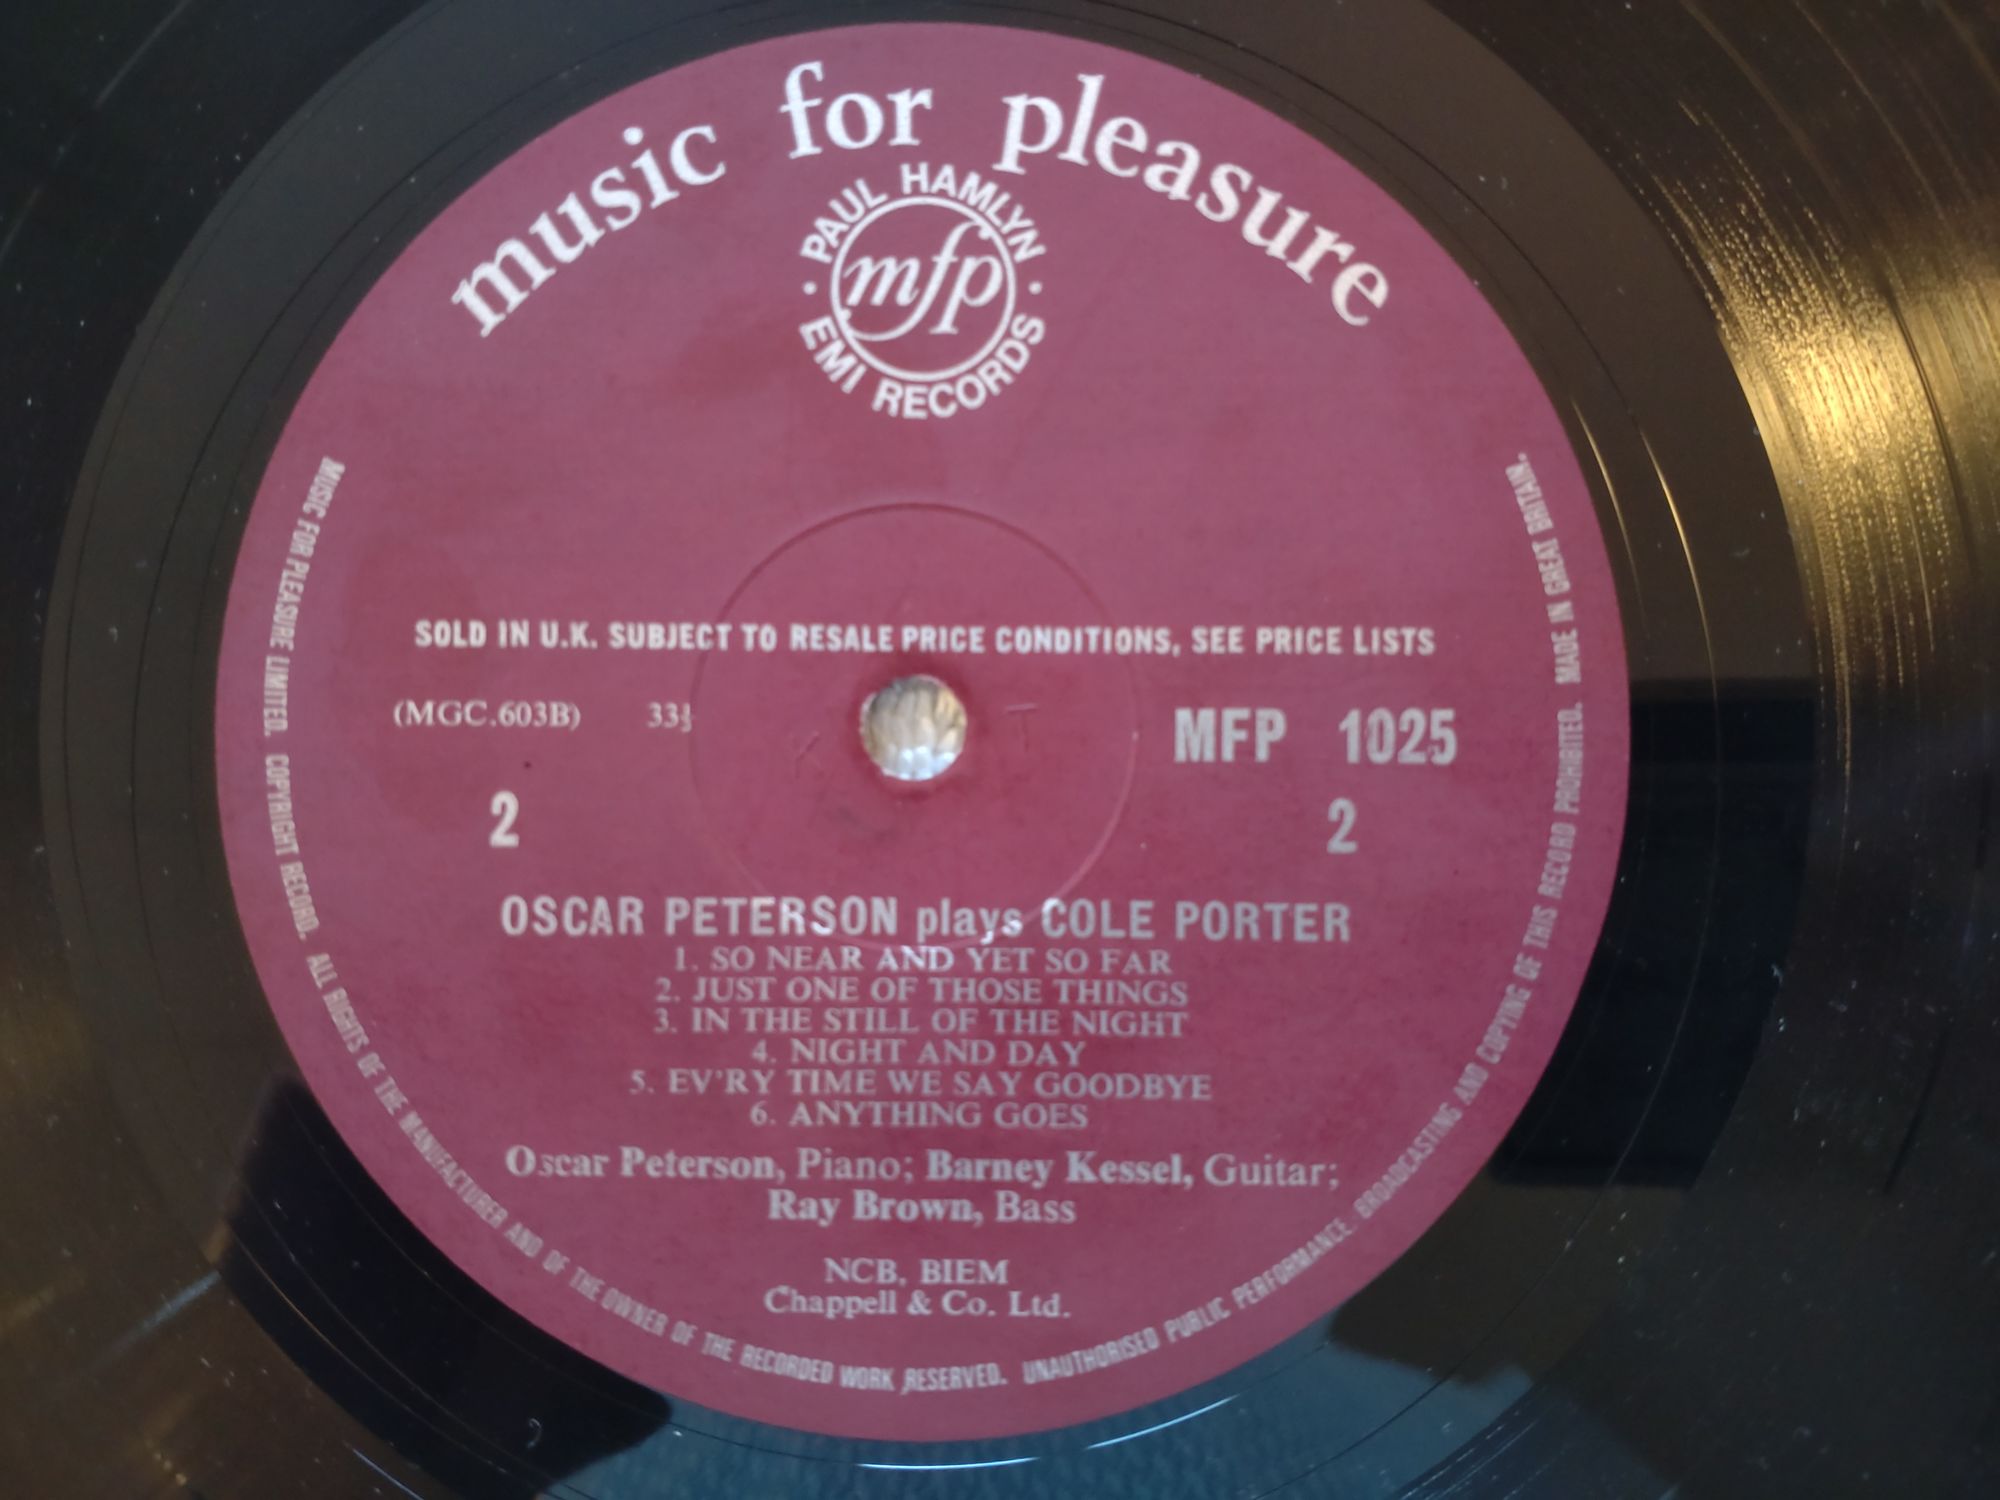 music for pleasure
PAUL HAMLYN
mfp
· EMI RECORDS ·
SOLD IN U.K. SUBJECT TO RESALE PRICE CONDITIONS, SEE PRICE LISTS
(MGC.603B) 33⅓ MFP 1025
K T
2 2
OSCAR PETERSON plays COLE PORTER
1. SO NEAR AND YET SO FAR
2. JUST ONE OF THOSE THINGS
3. IN THE STILL OF THE NIGHT
4. NIGHT AND DAY
5. EV'RY TIME WE SAY GOODBYE
6. ANYTHING GOES
Oscar Peterson, Piano; Barney Kessel, Guitar;
Ray Brown, Bass
NCB, BIEM
Chappell & Co. Ltd.
MUSIC FOR PLEASURE LIMITED. COPYRIGHT RECORD. ALL RIGHTS OF THE MANUFACTURER AND OF THE OWNER OF THE RECORDED WORK RESERVED. UNAUTHORISED PUBLIC PERFORMANCE, BROADCASTING AND COPYING OF THIS RECORD PROHIBITED. MADE IN GREAT BRITAIN.